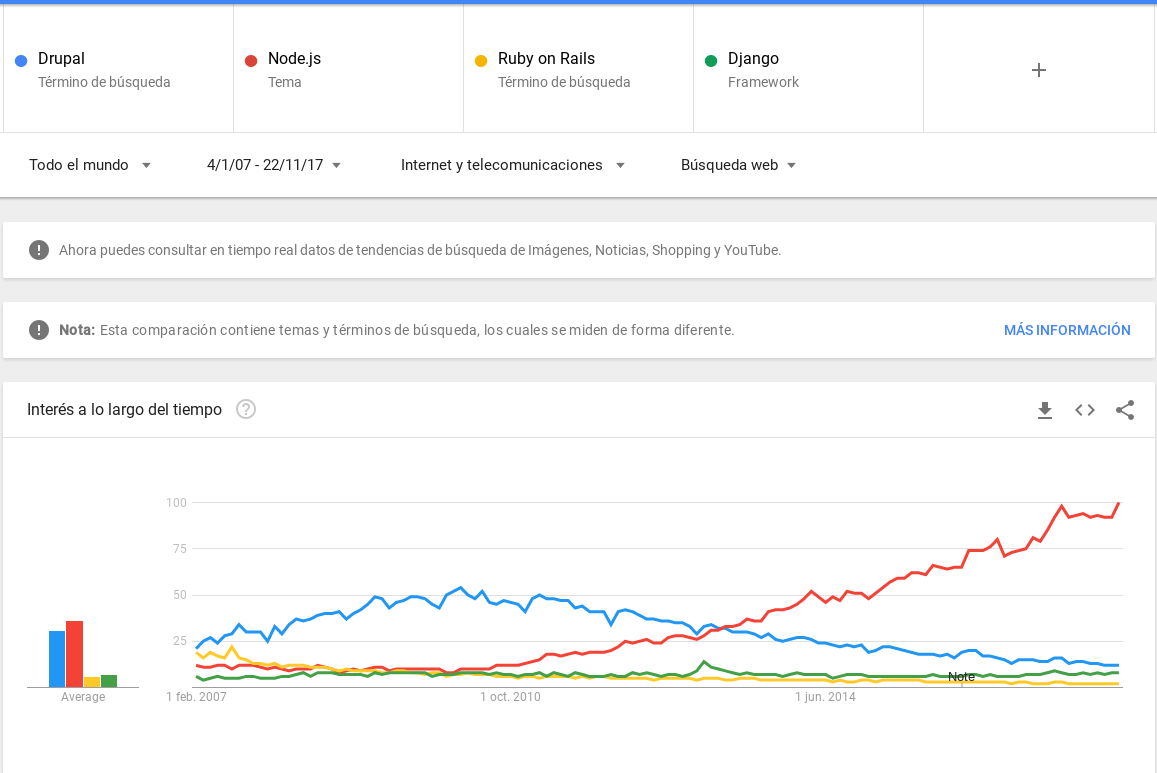 Drupal
Término de búsqueda
Node.js
Tema
Ruby on Rails
Término de búsqueda
Django
Framework
+
Todo el mundo
4/1/07 - 22/11/17
Internet y telecomunicaciones
Búsqueda web
Ahora puedes consultar en tiempo real datos de tendencias de búsqueda de Imágenes, Noticias, Shopping y YouTube.
Nota: Esta comparación contiene temas y términos de búsqueda, los cuales se miden de forma diferente.
MÁS INFORMACIÓN
Interés a lo largo del tiempo
100
75
50
25
Note
Average
1 feb. 2007
1 oct. 2010
1 jun. 2014